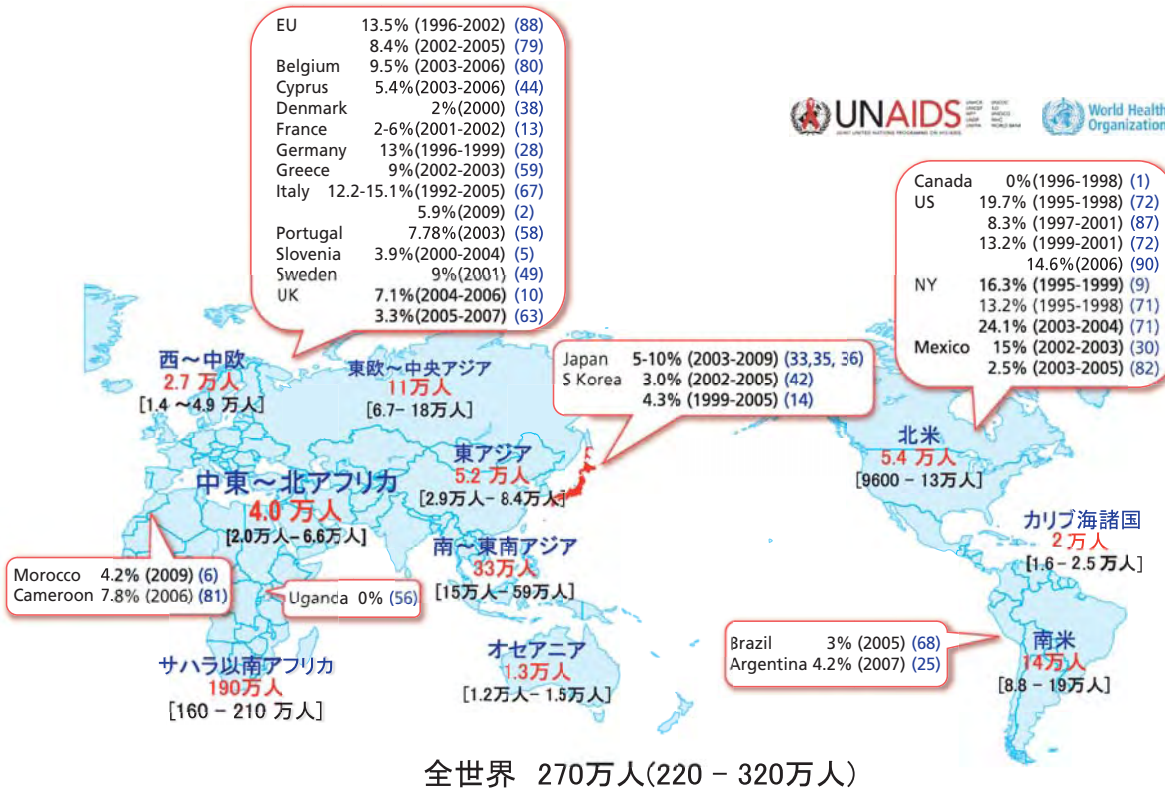 EU 13.5% (1996-2002) (88)
8.4% (2002-2005) (79)
Belgium 9.5% (2003-2006) (80)
Cyprus 5.4%(2003-2006) (44)
Denmark 2%(2000) (38)
France 2-6%(2001-2002) (13)
Germany 13%(1996-1999) (28)
Greece 9%(2002-2003) (59)
Italy 12.2-15.1%(1992-2005) (67)
5.9%(2009) (2)
Portugal 7.78%(2003) (58)
Slovenia 3.9%(2000-2004) (5)
Sweden 9%(2001) (49)
UK 7.1%(2004-2006) (10)
3.3%(2005-2007) (63)
UNAIDS
JOINT UNITED NATIONS PROGRAMME ON HIV/AIDS
World Health
Organization
Canada 0%(1996-1998) (1)
US 19.7% (1995-1998) (72)
8.3% (1997-2001) (87)
13.2% (1999-2001) (72)
14.6%(2006) (90)
NY 16.3% (1995-1999) (9)
13.2% (1995-1998) (71)
24.1% (2003-2004) (71)
Mexico 15% (2002-2003) (30)
2.5% (2003-2005) (82)
西～中欧
2.7 万人
[1.4 ～4.9 万人]
東欧～中央アジア
11万人
[6.7－ 18万人]
Japan 5-10% (2003-2009) (33,35, 36)
S Korea 3.0% (2002-2005) (42)
4.3% (1999-2005) (14)
東アジア
5.2 万人
[2.9万人－ 8.4万人]
北米
5.4 万人
[9600 － 13万人]
中東～北アフリカ
4.0 万人
[2.0万人－ 6.6万人]
カリブ海諸国
2 万人
[1.6 － 2.5 万人]
南～東南アジア
33万人
[15万人－ 59万人]
Morocco 4.2% (2009) (6)
Cameroon 7.8% (2006) (81)
Uganda 0% (56)
Brazil 3% (2005) (68)
Argentina 4.2% (2007) (25)
南米
14万人
[8.8 － 19万人]
オセアニア
1.3万人
[1.2万人－ 1.5万人]
サハラ以南アフリカ
190万人
[160 － 210 万人]
全世界 270万人(220 － 320万人)